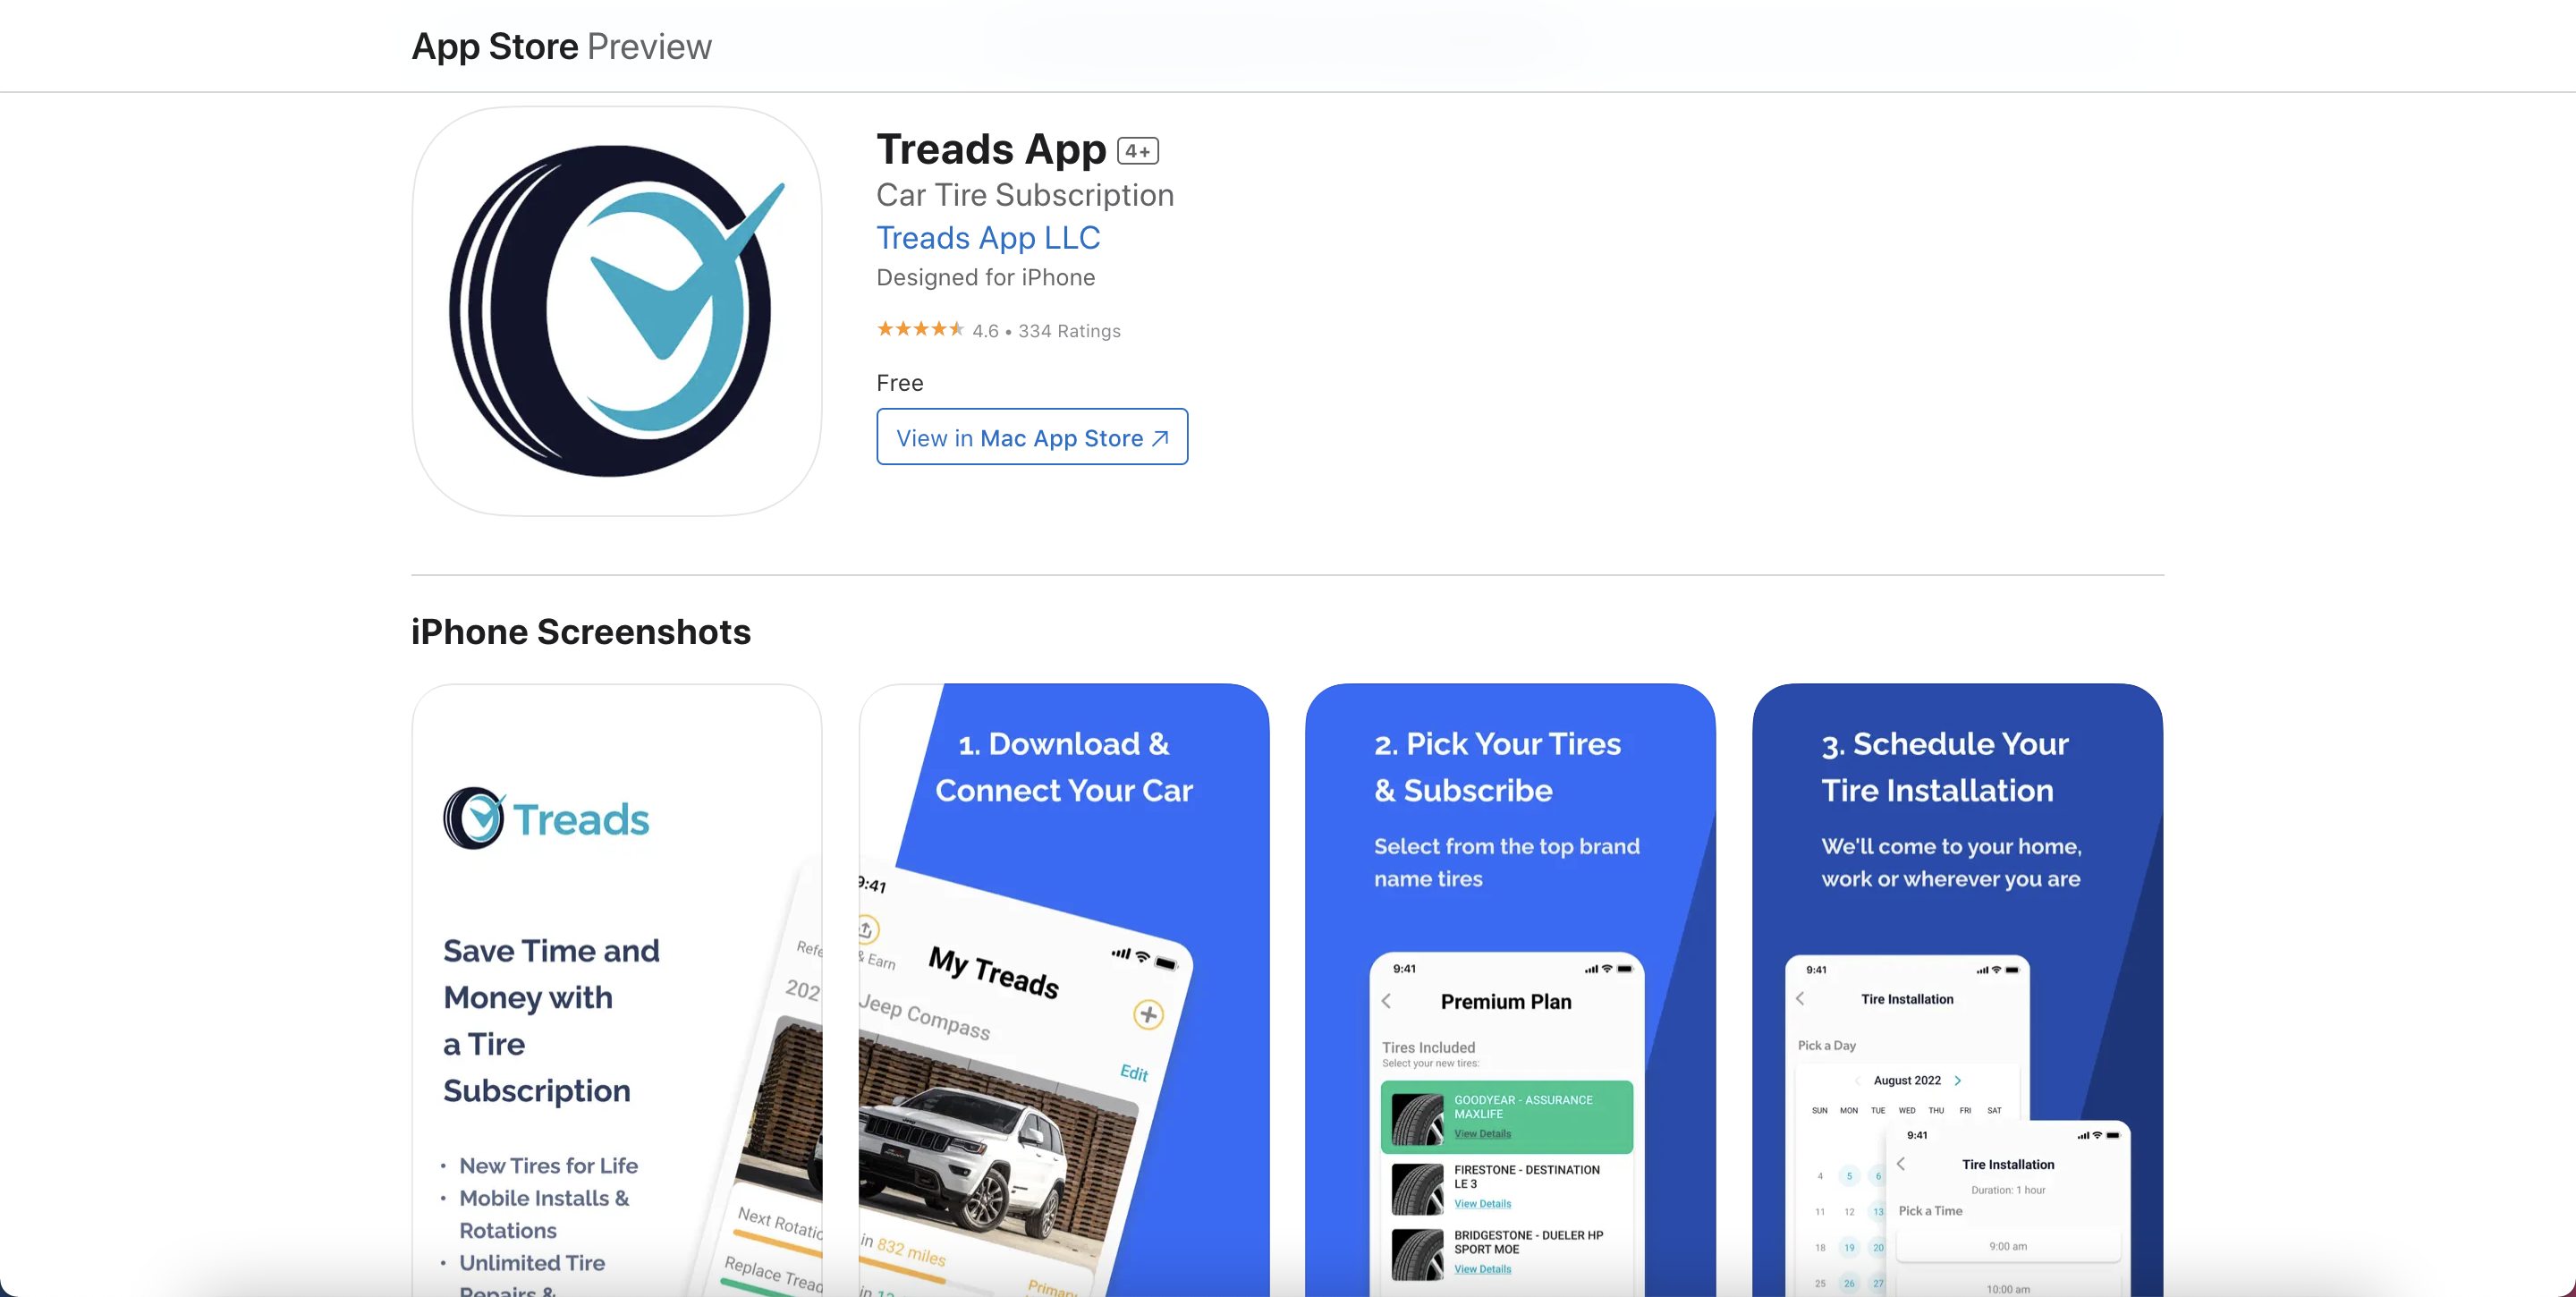 App Store Preview
Treads App 4+
Car Tire Subscription
Treads App LLC
Designed for iPhone
4.6 • 334 Ratings
Free
View in Mac App Store
iPhone Screenshots
Treads
Save Time and
Money with
a Tire
Subscription
• New Tires for Life
• Mobile Installs &
Rotations
• Unlimited Tire
Repairs &
202
Next Rotatio
Replace Tread
1. Download &
Connect Your Car
9:41
& Earn
My Treads
Jeep Compass
Edit
in 832 miles
Primary
in
2. Pick Your Tires
& Subscribe
Select from the top brand
name tires
9:41
Premium Plan
Tires Included
Select your new tires:
GOODYEAR - ASSURANCE
MAXLIFE
View Details
FIRESTONE - DESTINATION
LE 3
View Details
BRIDGESTONE - DUELER HP
SPORT MOE
View Details
3. Schedule Your
Tire Installation
We'll come to your home,
work or wherever you are
9:41
Tire Installation
Pick a Day
August 2022
SUN MON TUE WED THU FRI SAT
4 5 6
11 12 13
18 19 20
25 26 27
9:41
Tire Installation
Duration: 1 hour
Pick a Time
9:00 am
10:00 am